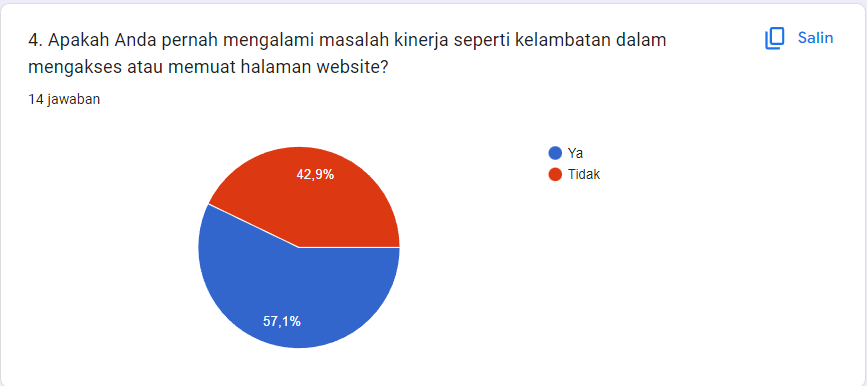 4. Apakah Anda pernah mengalami masalah kinerja seperti kelambatan dalam
mengakses atau memuat halaman website?
Salin
14 jawaban
Ya
Tidak
42,9%
57,1%